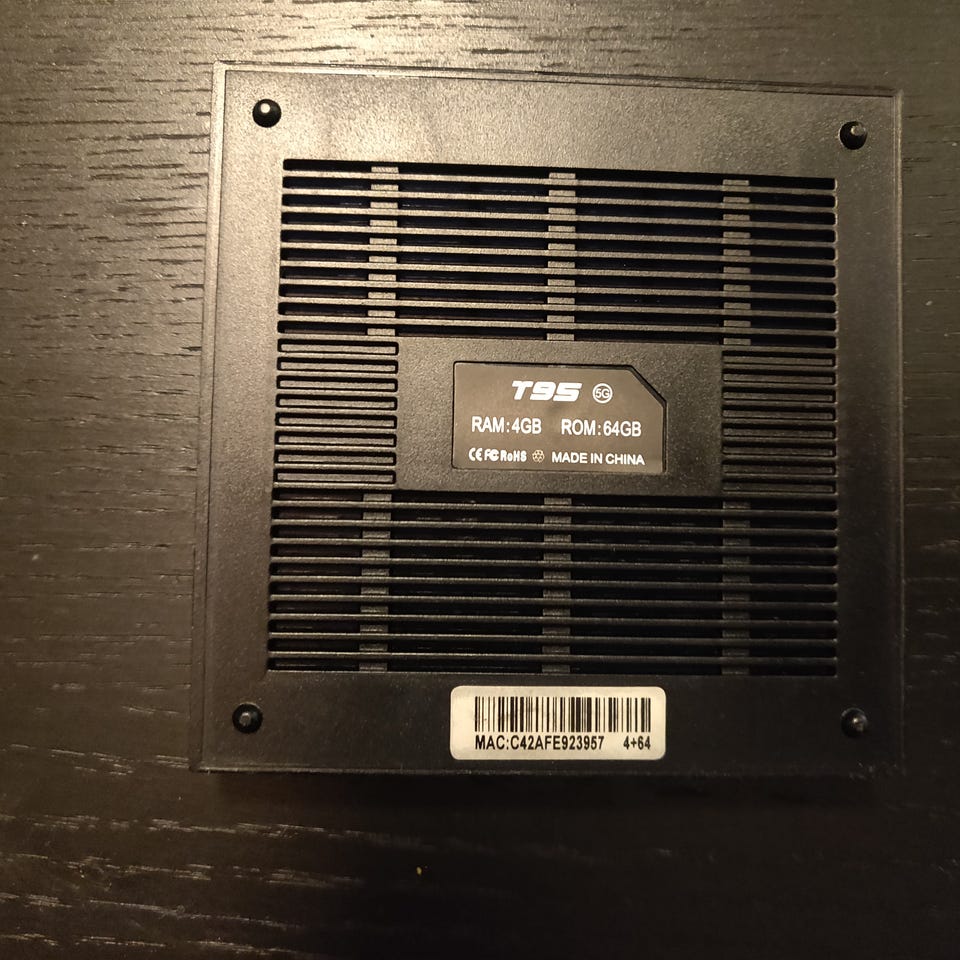 T95 5G
RAM:4GB ROM:64GB
CE FC RoHS MADE IN CHINA
MAC:C42AFE923957 4+64